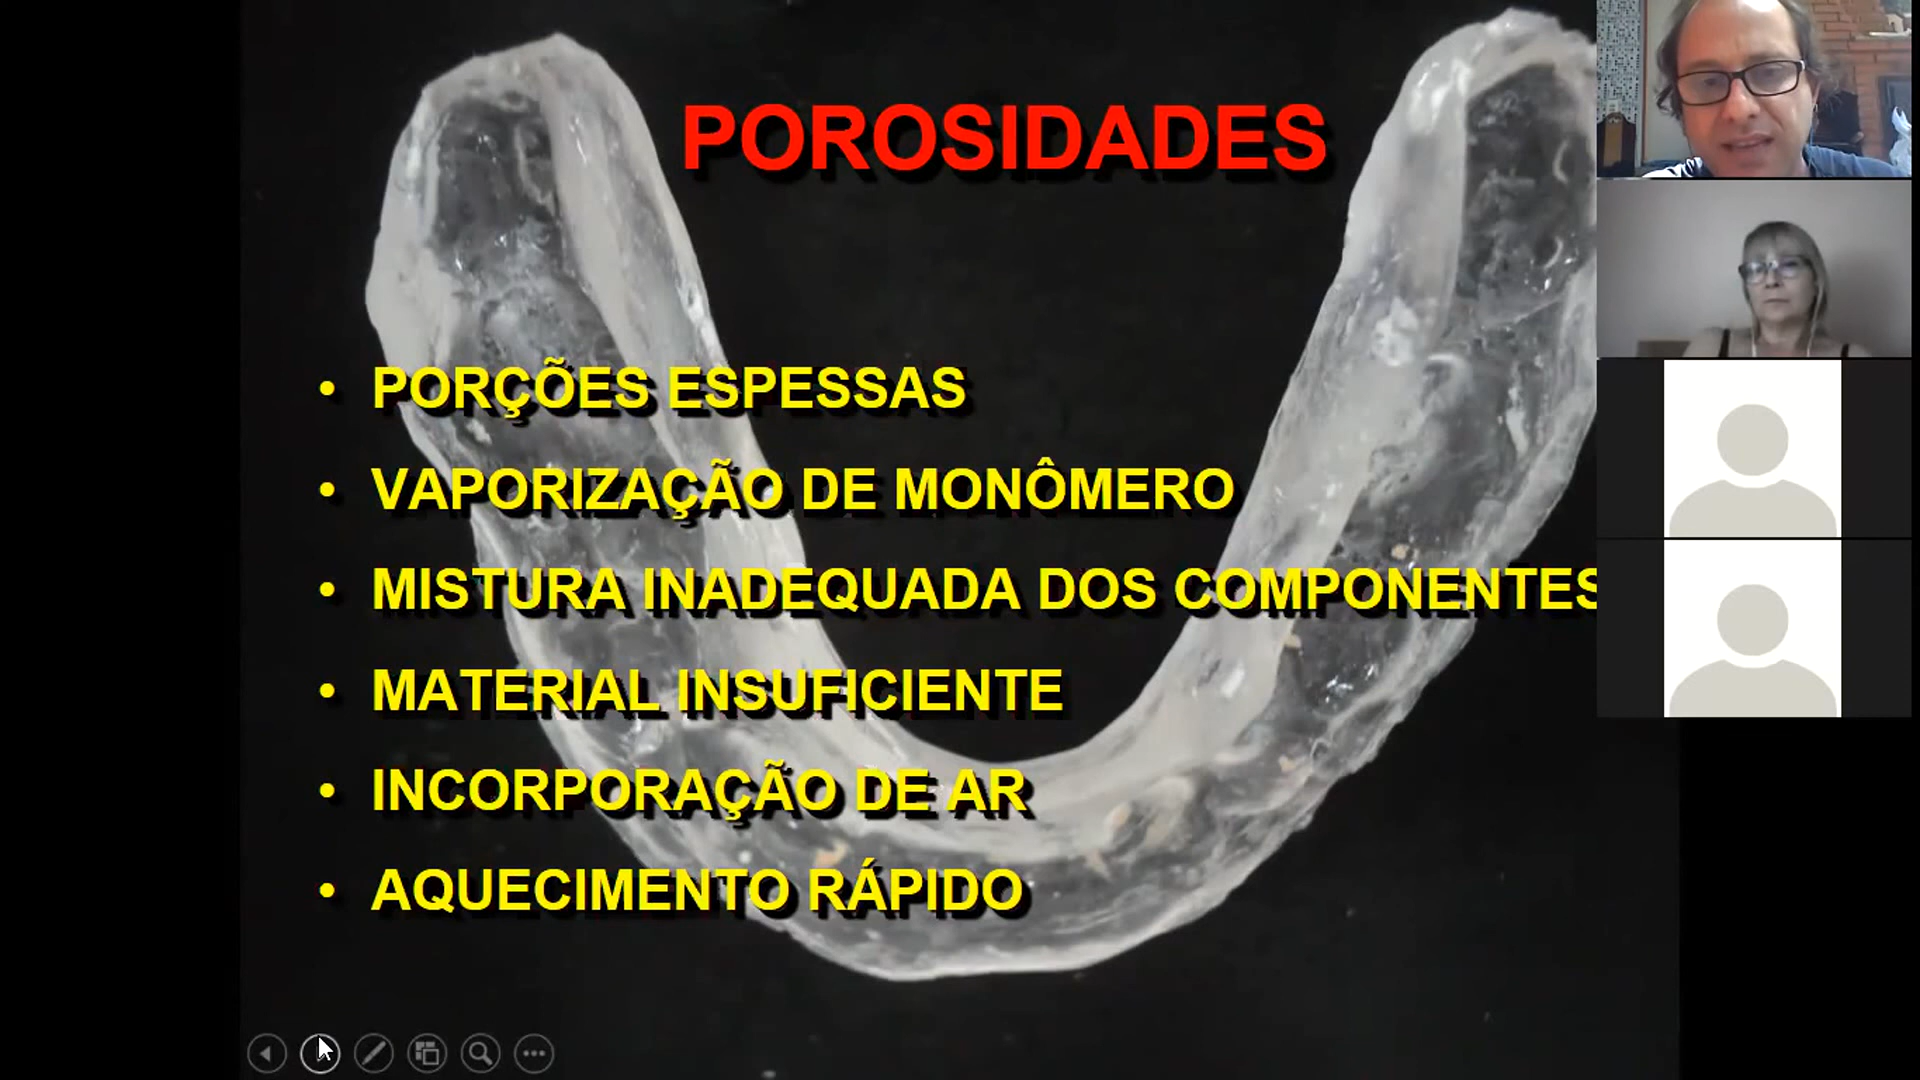 POROSIDADES
• PORÇÕES ESPESSAS
• VAPORIZAÇÃO DE MONÔMERO
• MISTURA INADEQUADA DOS COMPONENTES
• MATERIAL INSUFICIENTE
• INCORPORAÇÃO DE AR
• AQUECIMENTO RÁPIDO